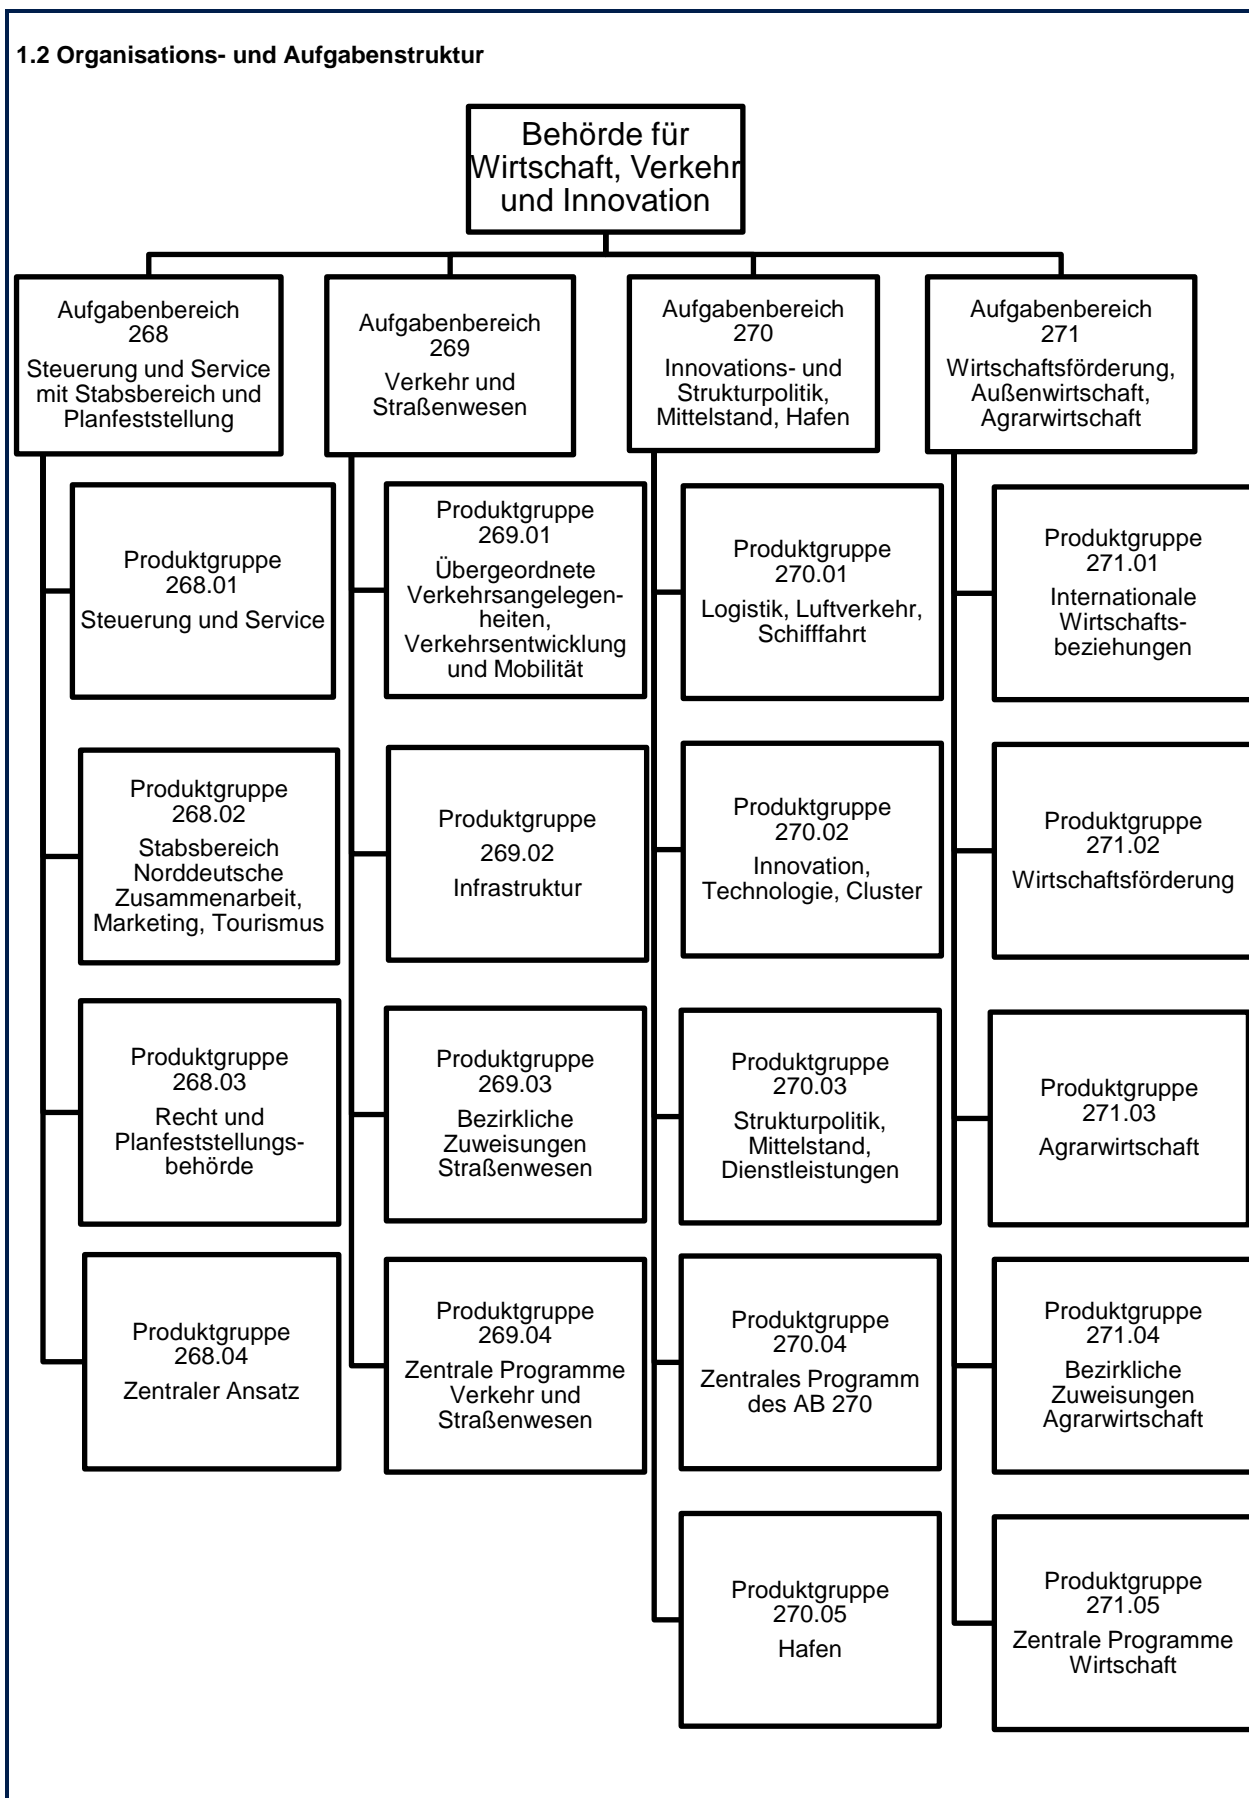 1.2 Organisations- und Aufgabenstruktur
Behörde für
Wirtschaft, Verkehr
und Innovation
Aufgabenbereich
268
Steuerung und Service
mit Stabsbereich und
Planfeststellung
Aufgabenbereich
269
Verkehr und
Straßenwesen
Aufgabenbereich
270
Innovations- und
Strukturpolitik,
Mittelstand, Hafen
Aufgabenbereich
271
Wirtschaftsförderung,
Außenwirtschaft,
Agrarwirtschaft
Produktgruppe
268.01
Steuerung und Service
Produktgruppe
269.01
Übergeordnete
Verkehrsangelegen-
heiten,
Verkehrsentwicklung
und Mobilität
Produktgruppe
270.01
Logistik, Luftverkehr,
Schifffahrt
Produktgruppe
271.01
Internationale
Wirtschafts-
beziehungen
Produktgruppe
268.02
Stabsbereich
Norddeutsche
Zusammenarbeit,
Marketing, Tourismus
Produktgruppe
269.02
Infrastruktur
Produktgruppe
270.02
Innovation,
Technologie, Cluster
Produktgruppe
271.02
Wirtschaftsförderung
Produktgruppe
268.03
Recht und
Planfeststellungs-
behörde
Produktgruppe
269.03
Bezirkliche
Zuweisungen
Straßenwesen
Produktgruppe
270.03
Strukturpolitik,
Mittelstand,
Dienstleistungen
Produktgruppe
271.03
Agrarwirtschaft
Produktgruppe
268.04
Zentraler Ansatz
Produktgruppe
269.04
Zentrale Programme
Verkehr und
Straßenwesen
Produktgruppe
270.04
Zentrales Programm
des AB 270
Produktgruppe
271.04
Bezirkliche
Zuweisungen
Agrarwirtschaft
Produktgruppe
270.05
Hafen
Produktgruppe
271.05
Zentrale Programme
Wirtschaft